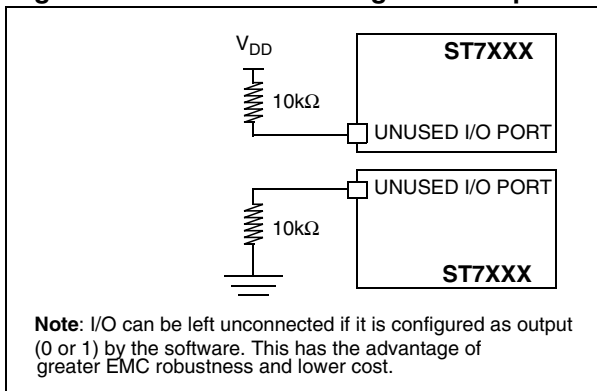 V_DD
ST7XXX
10kΩ
UNUSED I/O PORT
UNUSED I/O PORT
10kΩ
ST7XXX
Note: I/O can be left unconnected if it is configured as output
(0 or 1) by the software. This has the advantage of
greater EMC robustness and lower cost.